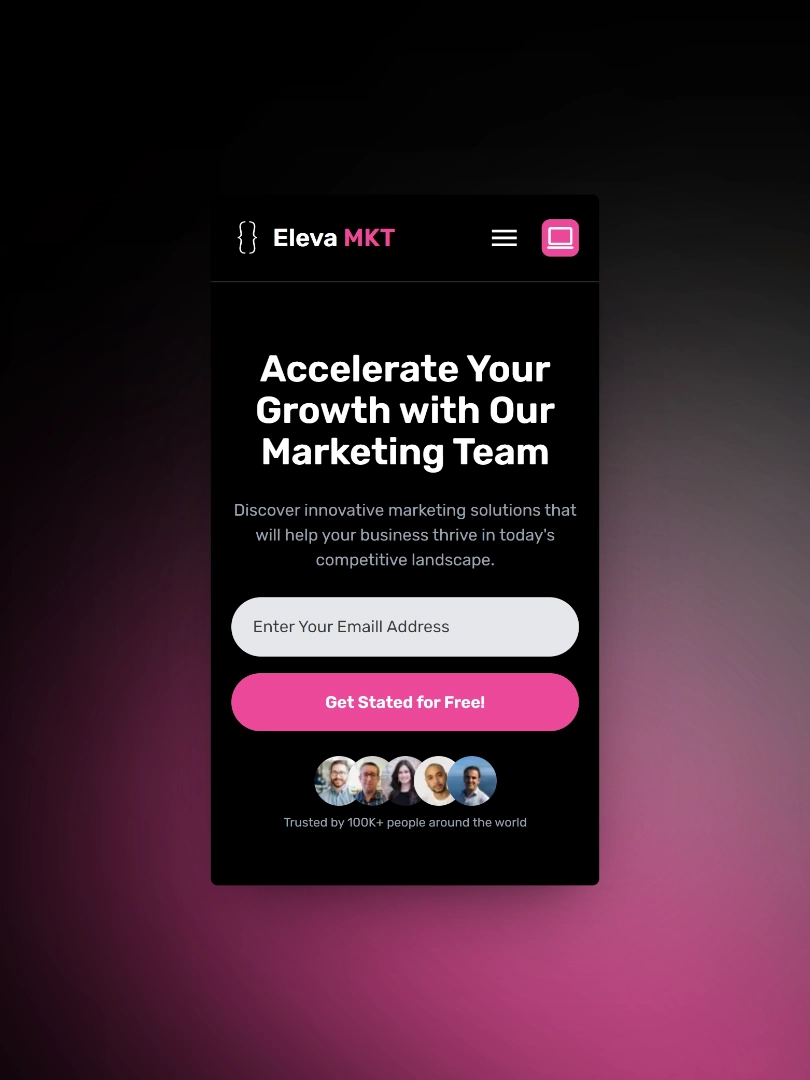 {} Eleva MKT
Accelerate Your
Growth with Our
Marketing Team
Discover innovative marketing solutions that
will help your business thrive in today's
competitive landscape.
Enter Your Emaill Address
Get Stated for Free!
Trusted by 100K+ people around the world